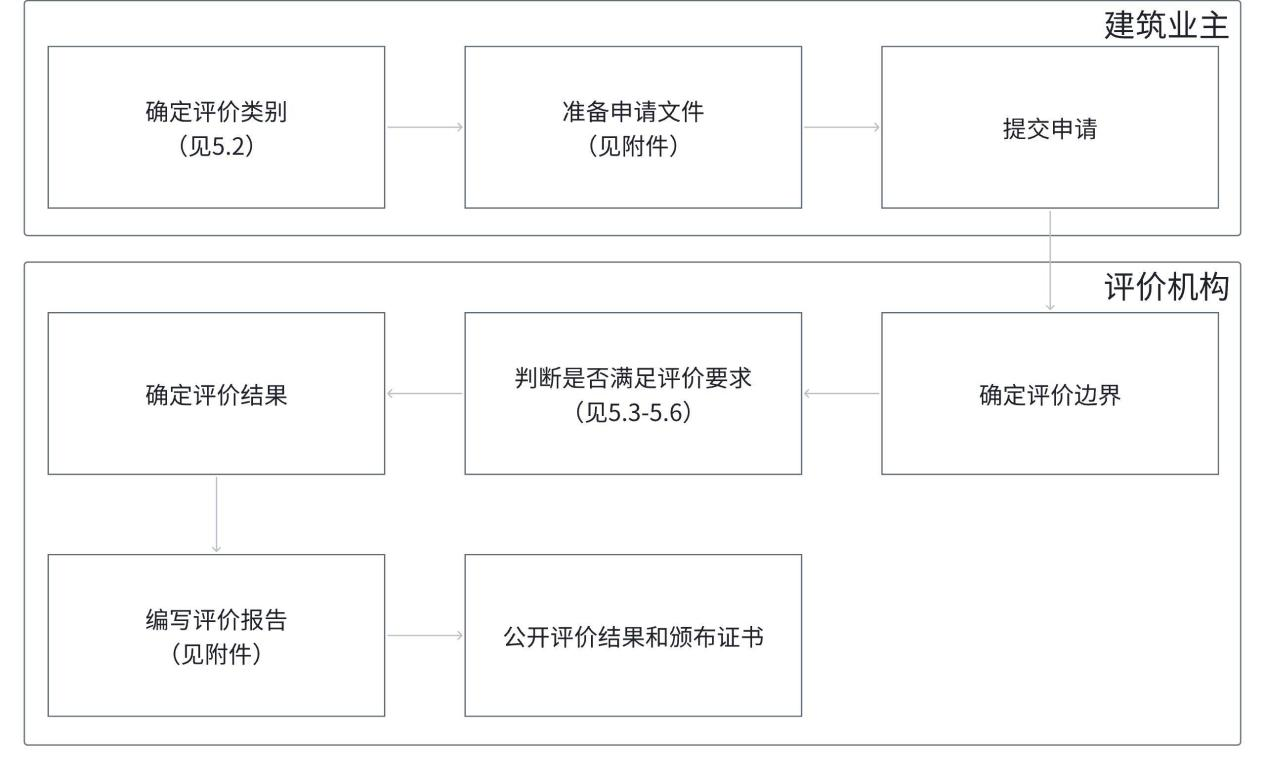 建筑业主
确定评价类别
（见5.2）
准备申请文件
（见附件）
提交申请
评价机构
确定评价边界
判断是否满足评价要求
（见5.3-5.6）
确定评价结果
编写评价报告
（见附件）
公开评价结果和颁布证书